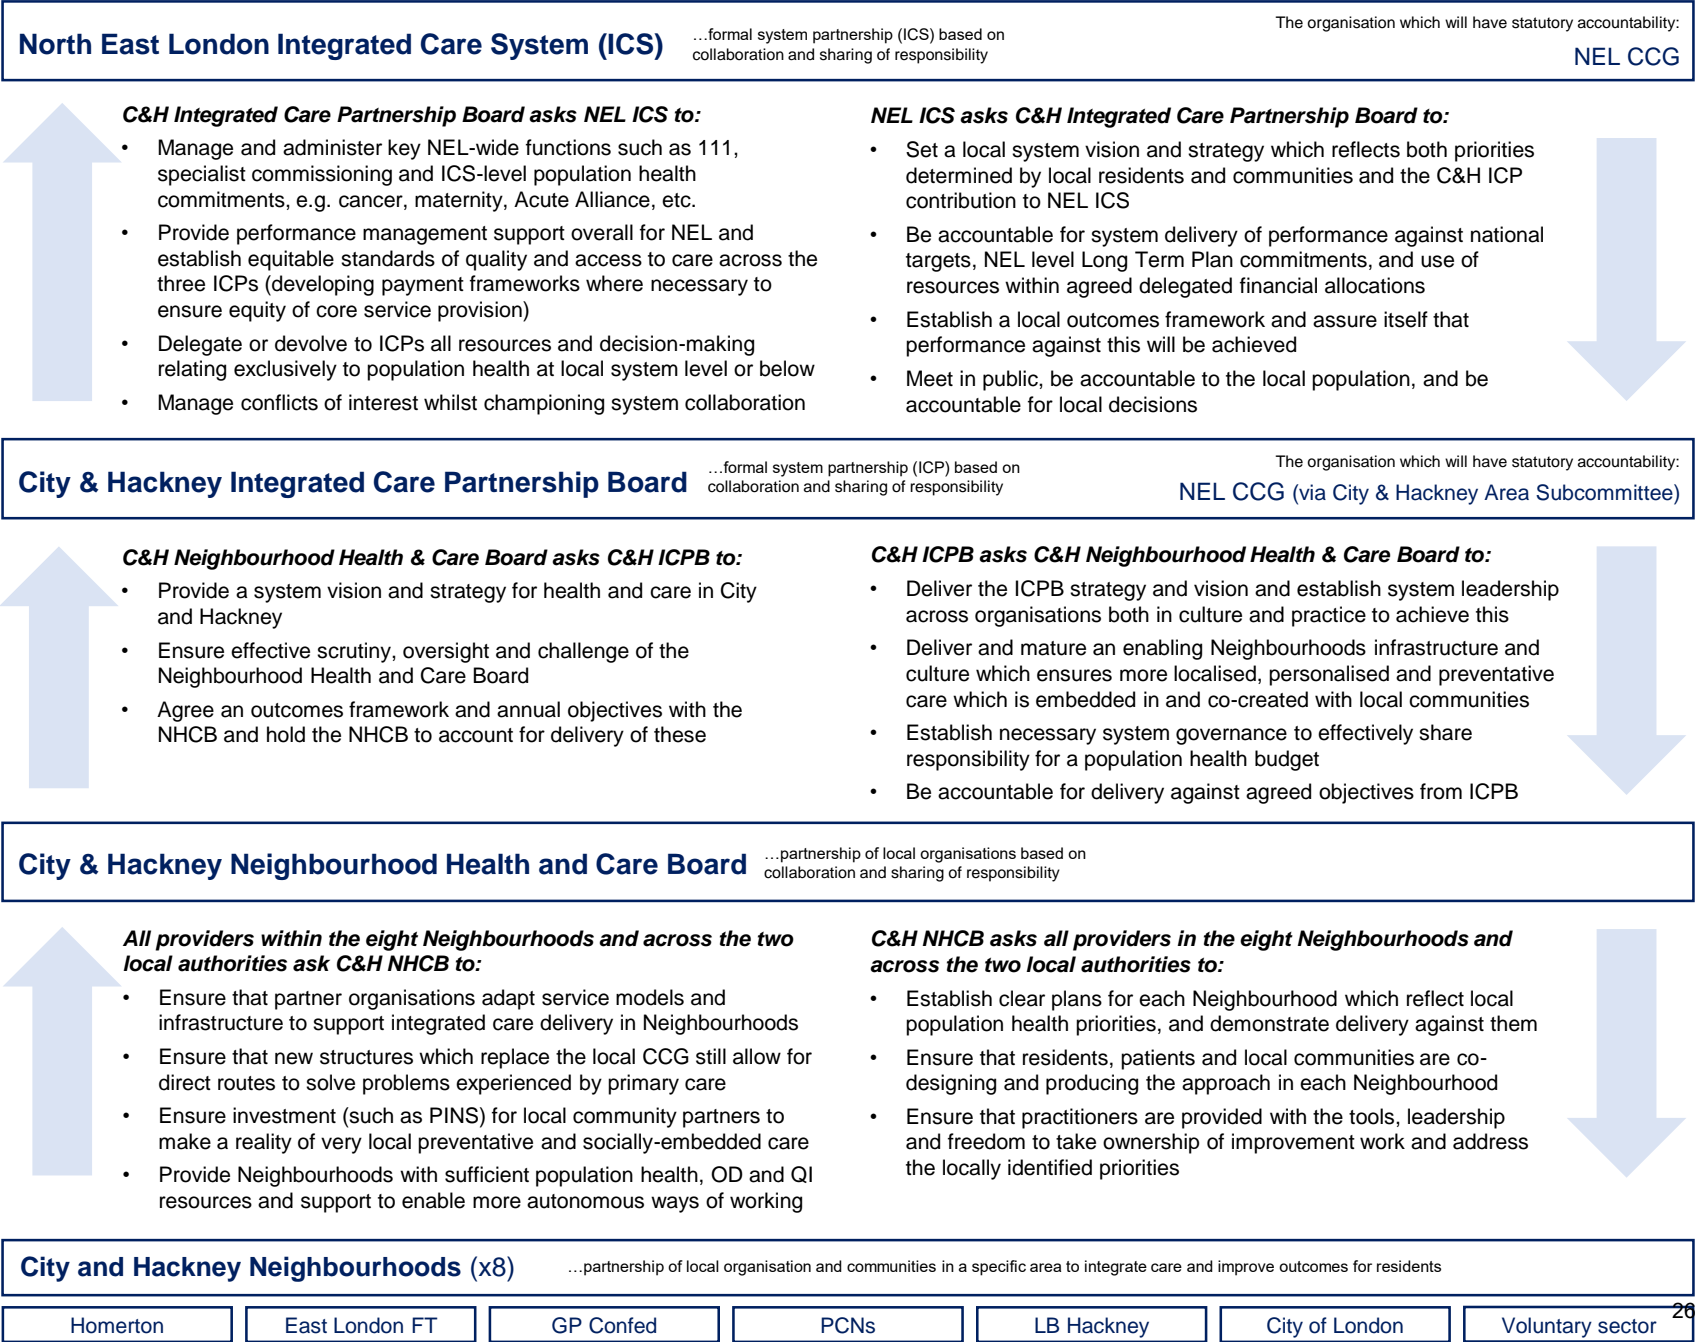 North East London Integrated Care System (ICS)
…formal system partnership (ICS) based on
collaboration and sharing of responsibility
The organisation which will have statutory accountability:
NEL CCG
C&H Integrated Care Partnership Board asks NEL ICS to:
• Manage and administer key NEL-wide functions such as 111,
specialist commissioning and ICS-level population health
commitments, e.g. cancer, maternity, Acute Alliance, etc.
• Provide performance management support overall for NEL and
establish equitable standards of quality and access to care across the
three ICPs (developing payment frameworks where necessary to
ensure equity of core service provision)
• Delegate or devolve to ICPs all resources and decision-making
relating exclusively to population health at local system level or below
• Manage conflicts of interest whilst championing system collaboration
NEL ICS asks C&H Integrated Care Partnership Board to:
• Set a local system vision and strategy which reflects both priorities
determined by local residents and communities and the C&H ICP
contribution to NEL ICS
• Be accountable for system delivery of performance against national
targets, NEL level Long Term Plan commitments, and use of
resources within agreed delegated financial allocations
• Establish a local outcomes framework and assure itself that
performance against this will be achieved
• Meet in public, be accountable to the local population, and be
accountable for local decisions
City & Hackney Integrated Care Partnership Board
…formal system partnership (ICP) based on
collaboration and sharing of responsibility
The organisation which will have statutory accountability:
NEL CCG (via City & Hackney Area Subcommittee)
C&H Neighbourhood Health & Care Board asks C&H ICPB to:
• Provide a system vision and strategy for health and care in City
and Hackney
• Ensure effective scrutiny, oversight and challenge of the
Neighbourhood Health and Care Board
• Agree an outcomes framework and annual objectives with the
NHCB and hold the NHCB to account for delivery of these
C&H ICPB asks C&H Neighbourhood Health & Care Board to:
• Deliver the ICPB strategy and vision and establish system leadership
across organisations both in culture and practice to achieve this
• Deliver and mature an enabling Neighbourhoods infrastructure and
culture which ensures more localised, personalised and preventative
care which is embedded in and co-created with local communities
• Establish necessary system governance to effectively share
responsibility for a population health budget
• Be accountable for delivery against agreed objectives from ICPB
City & Hackney Neighbourhood Health and Care Board
…partnership of local organisations based on
collaboration and sharing of responsibility
All providers within the eight Neighbourhoods and across the two
local authorities ask C&H NHCB to:
• Ensure that partner organisations adapt service models and
infrastructure to support integrated care delivery in Neighbourhoods
• Ensure that new structures which replace the local CCG still allow for
direct routes to solve problems experienced by primary care
• Ensure investment (such as PINS) for local community partners to
make a reality of very local preventative and socially-embedded care
• Provide Neighbourhoods with sufficient population health, OD and QI
resources and support to enable more autonomous ways of working
C&H NHCB asks all providers in the eight Neighbourhoods and
across the two local authorities to:
• Establish clear plans for each Neighbourhood which reflect local
population health priorities, and demonstrate delivery against them
• Ensure that residents, patients and local communities are co-
designing and producing the approach in each Neighbourhood
• Ensure that practitioners are provided with the tools, leadership
and freedom to take ownership of improvement work and address
the locally identified priorities
City and Hackney Neighbourhoods (x8)
…partnership of local organisation and communities in a specific area to integrate care and improve outcomes for residents
Homerton
East London FT
GP Confed
PCNs
LB Hackney
City of London
Voluntary sector
26